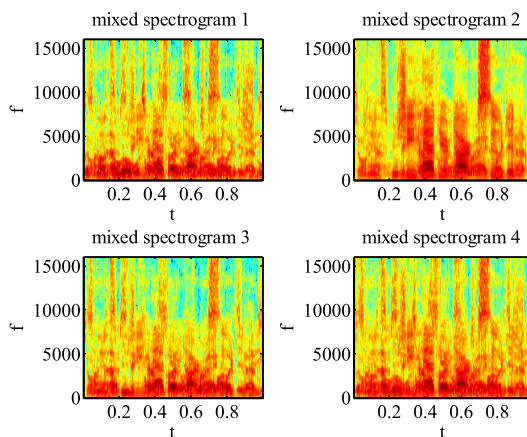 mixed spectrogram 1
f
15000
10000
5000
0
0.2 0.4 0.6 0.8
t
mixed spectrogram 2
f
15000
10000
5000
0
0.2 0.4 0.6 0.8
t
mixed spectrogram 3
f
15000
10000
5000
0
0.2 0.4 0.6 0.8
t
mixed spectrogram 4
f
15000
10000
5000
0
0.2 0.4 0.6 0.8
t